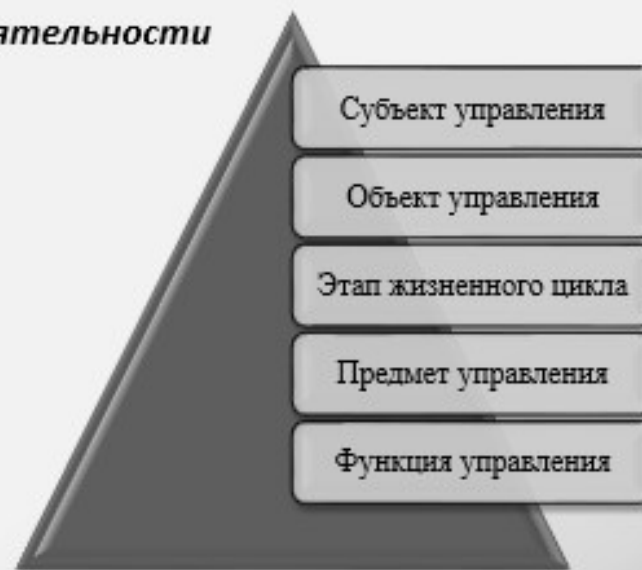 ятельности
Субъект управления
Объект управления
Этап жизненного цикла
Предмет управления
Функция управления